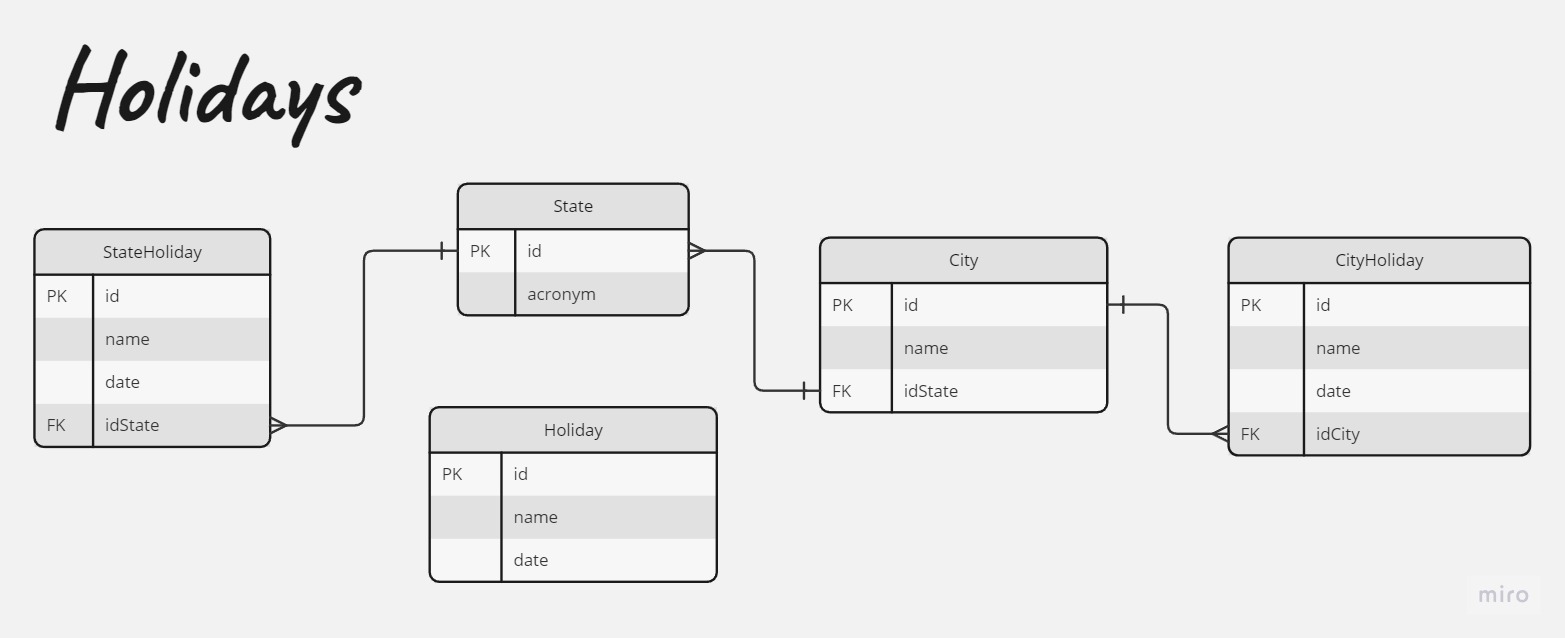 Holidays
StateHoliday
PK id
name
date
FK idState
State
PK id
acronym
Holiday
PK id
name
date
City
PK id
name
FK idState
CityHoliday
PK id
name
date
FK idCity
miro